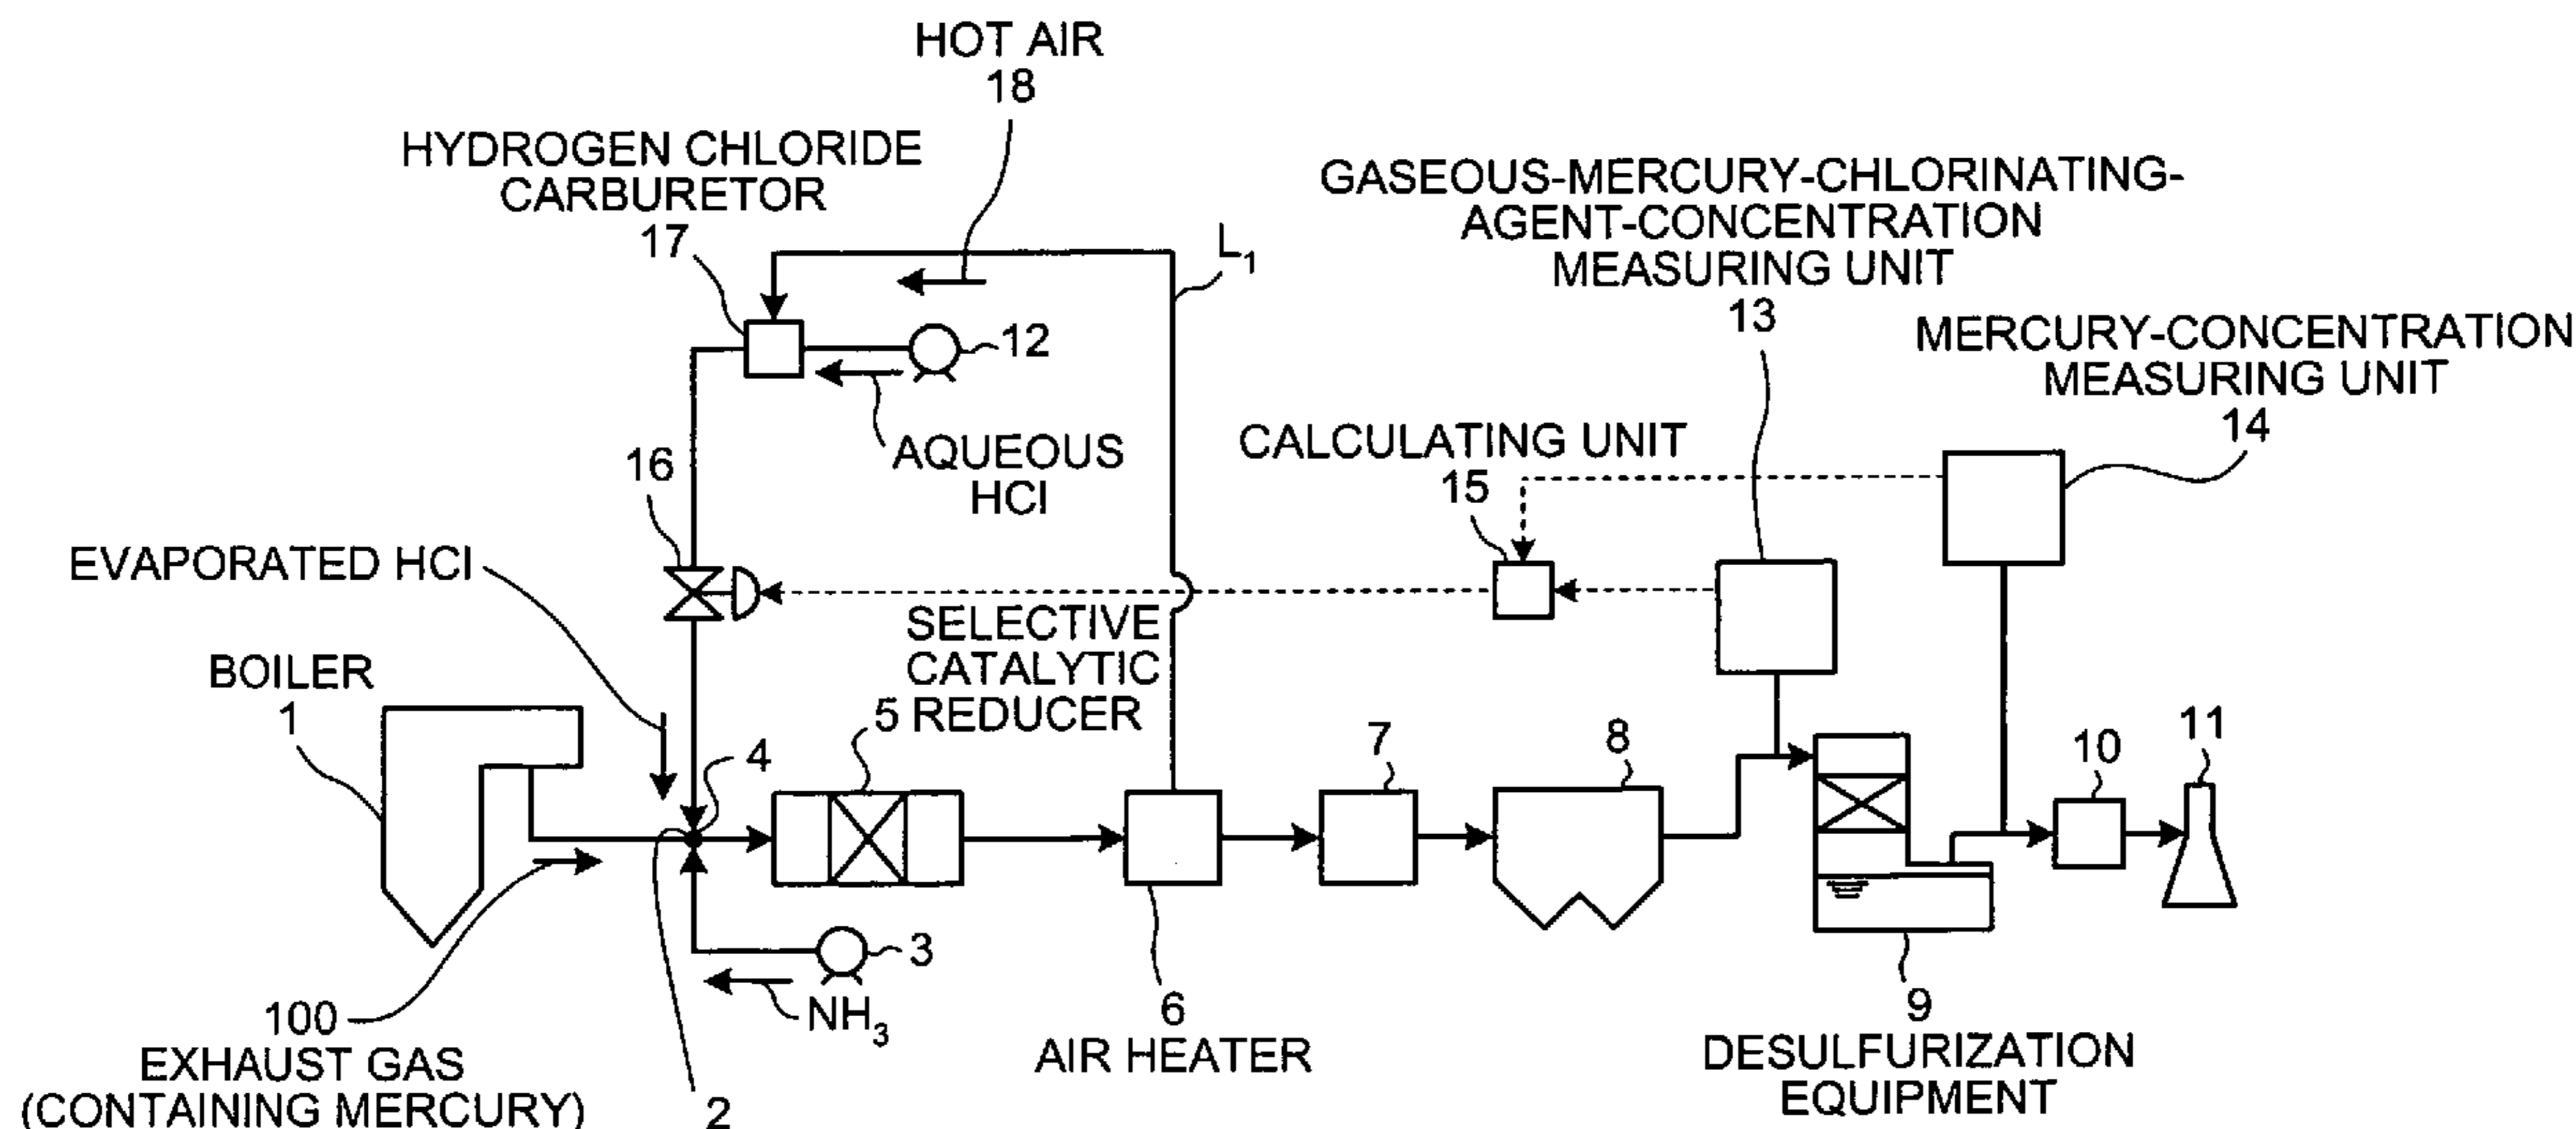 HOT AIR
18
HYDROGEN CHLORIDE
CARBURETOR
17
GASEOUS-MERCURY-CHLORINATING-
AGENT-CONCENTRATION
MEASURING UNIT
13
L1
MERCURY-CONCENTRATION
MEASURING UNIT
14
12
AQUEOUS
HCl
CALCULATING UNIT
15
16
EVAPORATED HCl
SELECTIVE
CATALYTIC
5 REDUCER
BOILER
1
4
7
8
10
11
3
NH3
100
EXHAUST GAS
(CONTAINING MERCURY)
2
6
AIR HEATER
9
DESULFURIZATION
EQUIPMENT